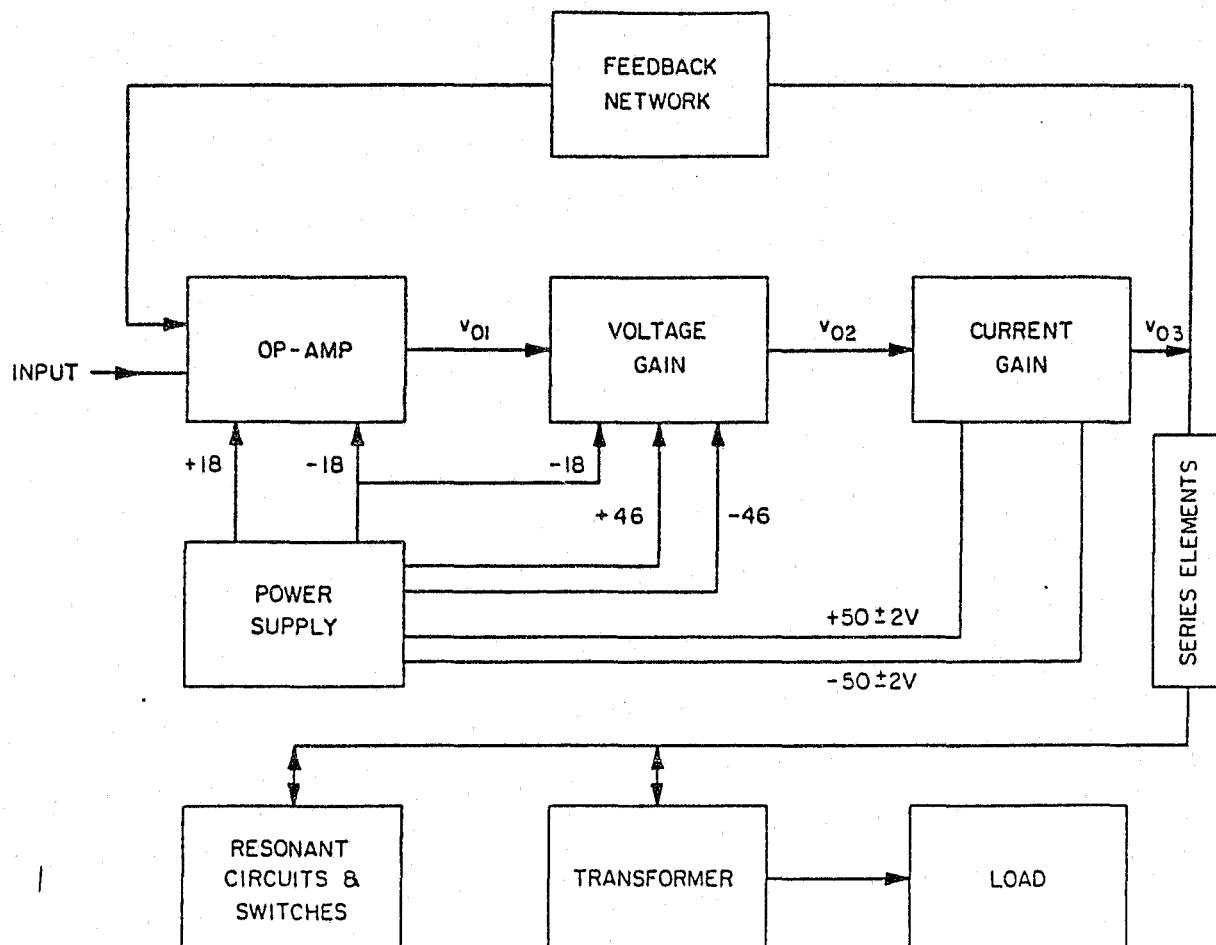 FEEDBACK
NETWORK
INPUT
OP-AMP
v01
VOLTAGE
GAIN
v02
CURRENT
GAIN
v03
+18
-18
-18
+46
-46
POWER
SUPPLY
+50±2V
-50±2V
SERIES ELEMENTS
RESONANT
CIRCUITS &
SWITCHES
TRANSFORMER
LOAD